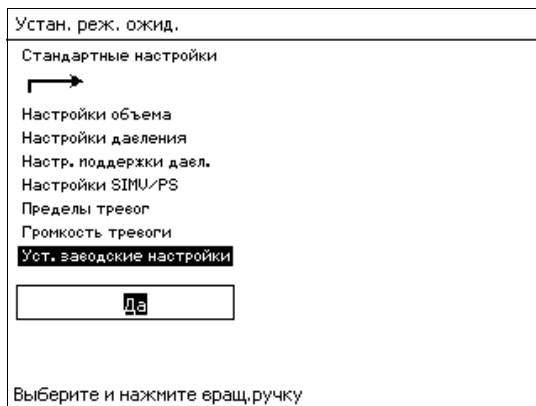 Устан. реж. ожид.
Стандартные настройки
Настройки объема
Настройки давления
Настр. поддержки давл.
Настройки SIMV/PS
Пределы тревог
Громкость тревоги
Уст. заводские настройки
Да
Выберите и нажмите вращ.ручку